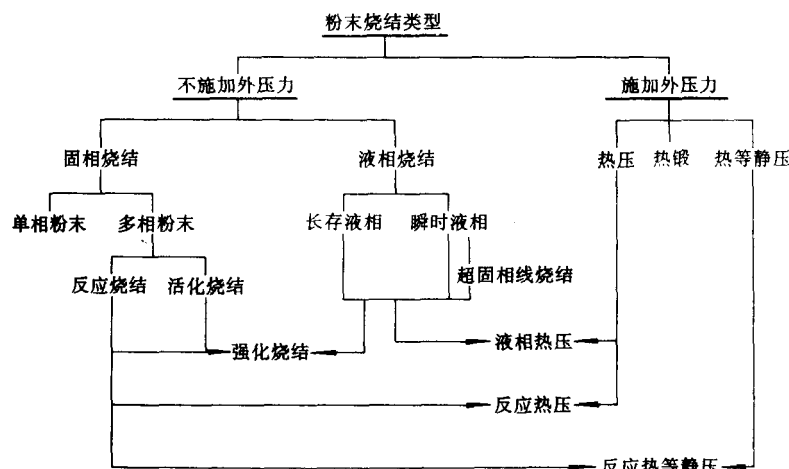 粉末烧结类型
不施加外压力
施加外压力
固相烧结
液相烧结
热压
热锻
热等静压
单相粉末
多相粉末
长存液相
瞬时液相
反应烧结
活化烧结
超固相线烧结
强化烧结
液相热压
反应热压
反应热等静压